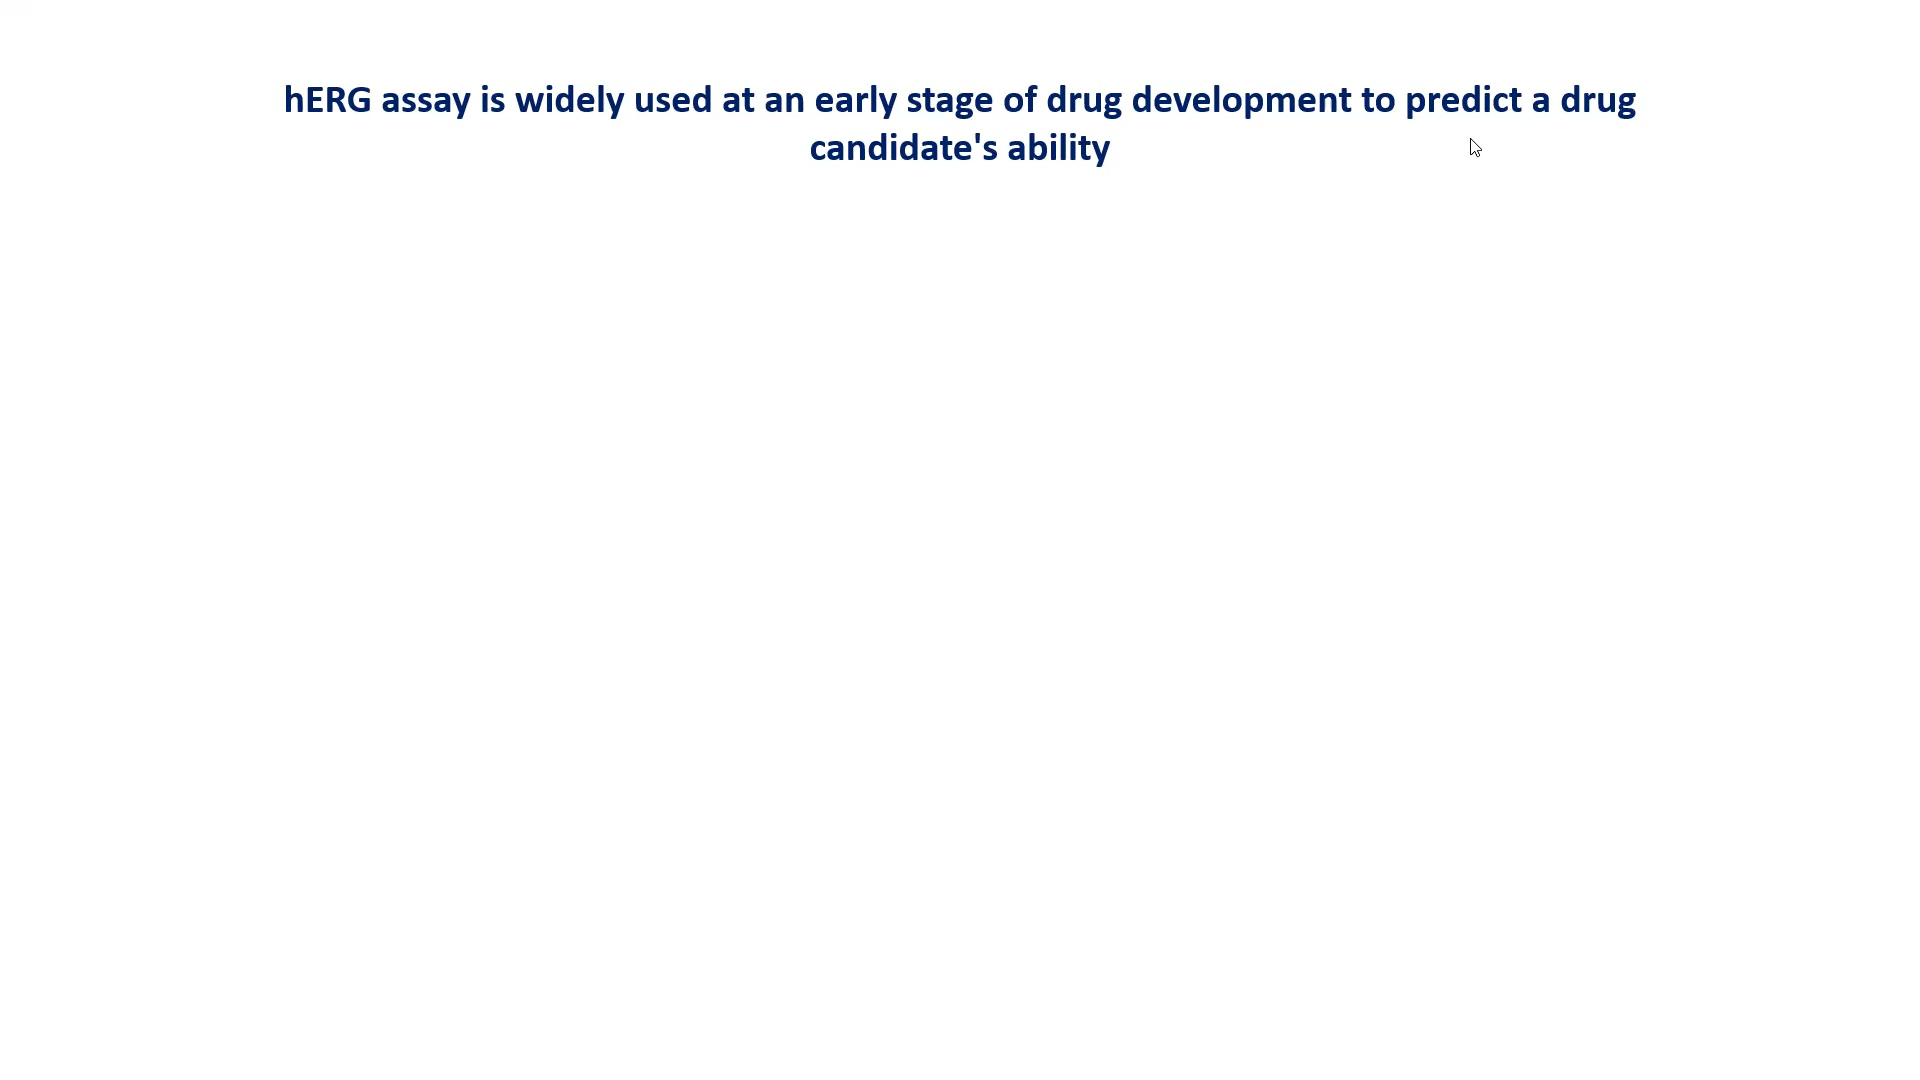 hERG assay is widely used at an early stage of drug development to predict a drug
candidate's ability